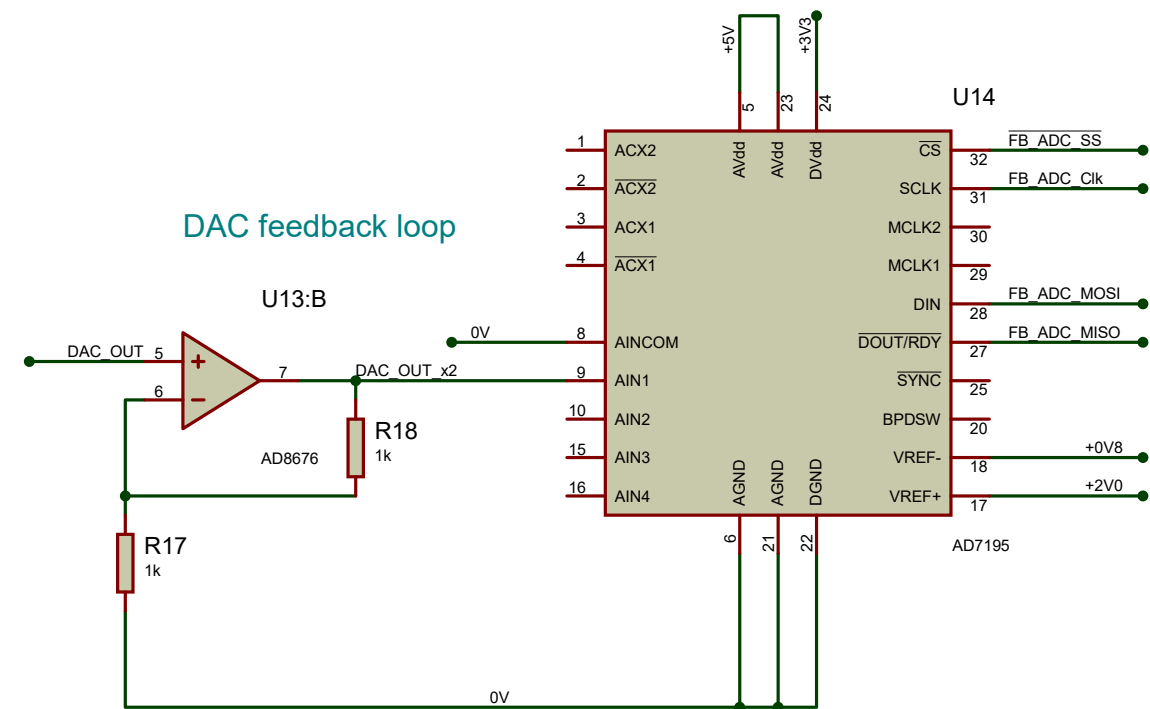 +5V
+3V3
5
23
24
U14
AVdd
AVdd
DVdd
1
ACX2
CS
32
FB_ADC_SS
2
ACX2
SCLK
31
FB_ADC_Clk
DAC feedback loop
3
ACX1
MCLK2
30
4
ACX1
MCLK1
29
U13:B
DIN
28
FB_ADC_MOSI
0V
8
AINCOM
DOUT/RDY
27
FB_ADC_MISO
DAC_OUT
5
+
7
DAC_OUT_x2
9
AIN1
SYNC
25
6
−
10
AIN2
BPDSW
20
R18
1k
AD8676
15
AIN3
VREF-
18
+0V8
16
AIN4
VREF+
17
+2V0
AGND
AGND
DGND
6
21
22
AD7195
R17
1k
0V